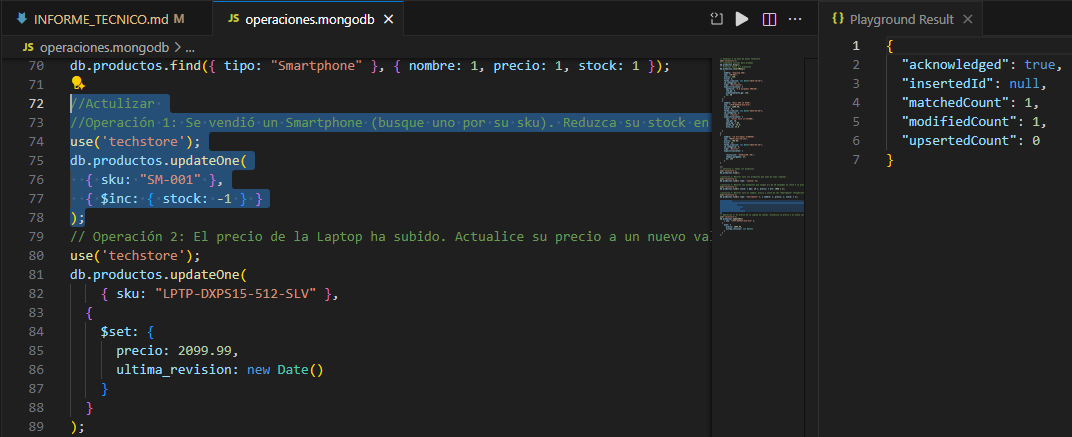 INFORME_TECNICO.md M
JS operaciones.mongodb
JS operaciones.mongodb > ...
70 db.productos.find({ tipo: "Smartphone" }, { nombre: 1, precio: 1, stock: 1 });
71
72 //Actulizar
73 //Operación 1: Se vendió un Smartphone (busque uno por su sku). Reduzca su stock en
74 use('techstore');
75 db.productos.updateOne(
76 { sku: "SM-001" },
77 { $inc: { stock: -1 } }
78 );
79 // Operación 2: El precio de la Laptop ha subido. Actualice su precio a un nuevo val
80 use('techstore');
81 db.productos.updateOne(
82 { sku: "LPTP-DXPS15-512-SLV" },
83 {
84 $set: {
85 precio: 2099.99,
86 ultima_revision: new Date()
87 }
88 }
89 );
{} Playground Result
1 {
2 "acknowledged": true,
3 "insertedId": null,
4 "matchedCount": 1,
5 "modifiedCount": 1,
6 "upsertedCount": 0
7 }